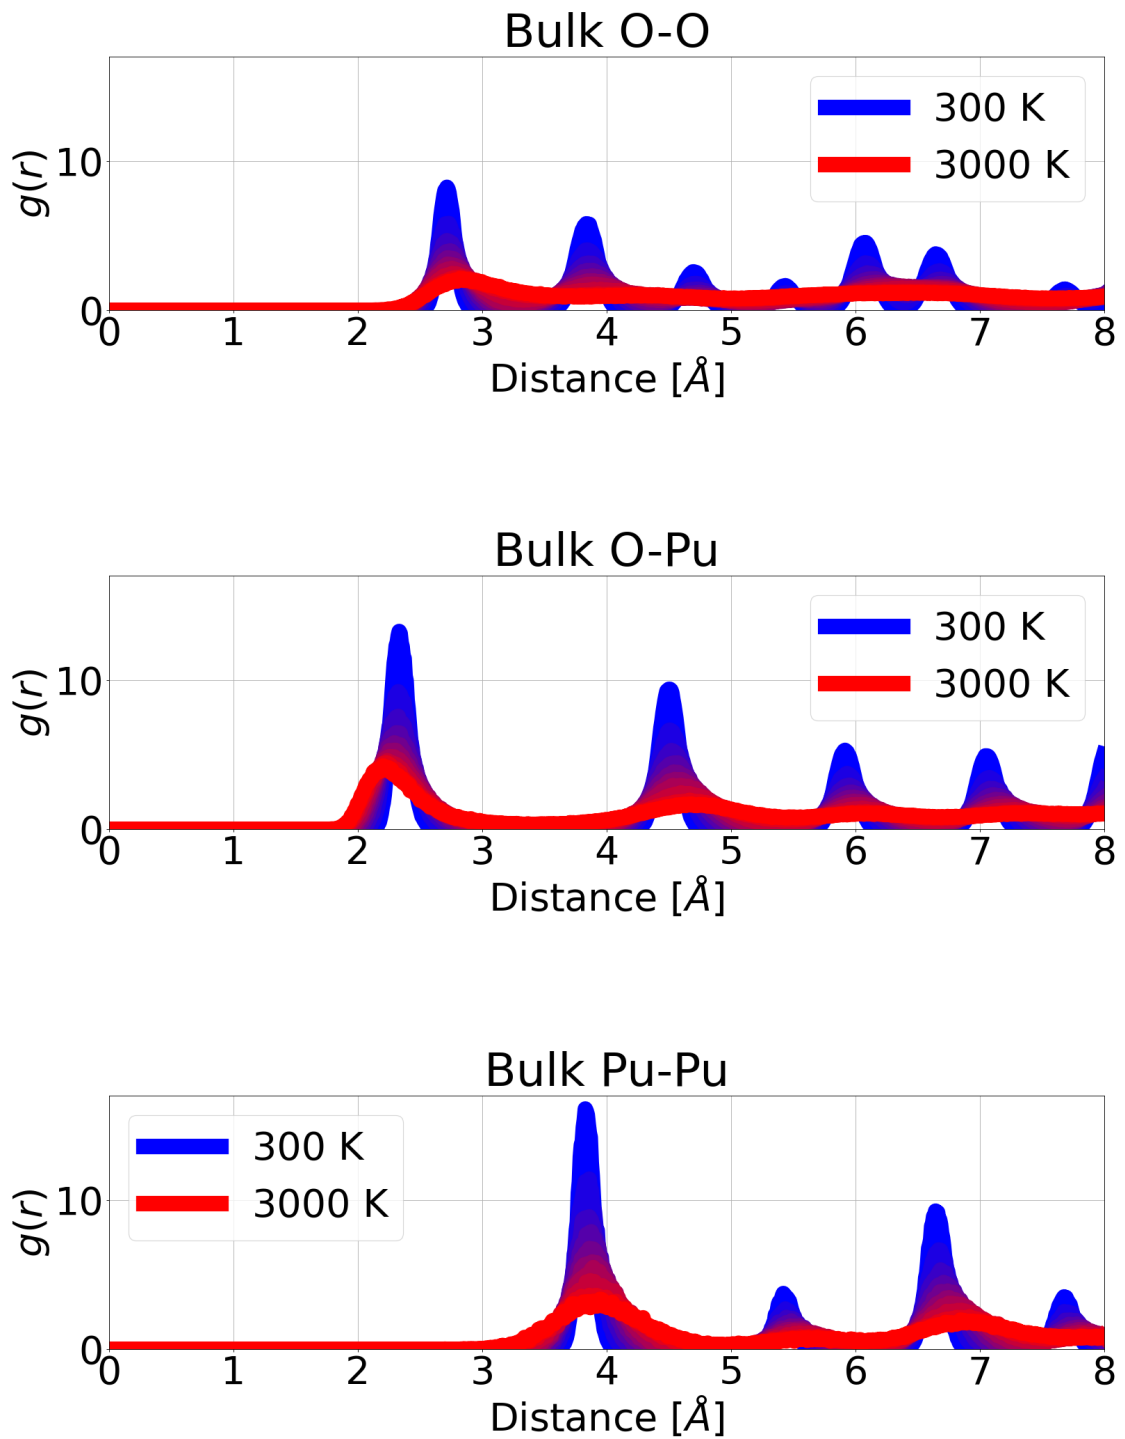 Bulk O-O
g(r)
10
0
300 K
3000 K
0 1 2 3 4 5 6 7 8
Distance [Å]
Bulk O-Pu
g(r)
10
0
300 K
3000 K
0 1 2 3 4 5 6 7 8
Distance [Å]
Bulk Pu-Pu
g(r)
10
0
300 K
3000 K
0 1 2 3 4 5 6 7 8
Distance [Å]